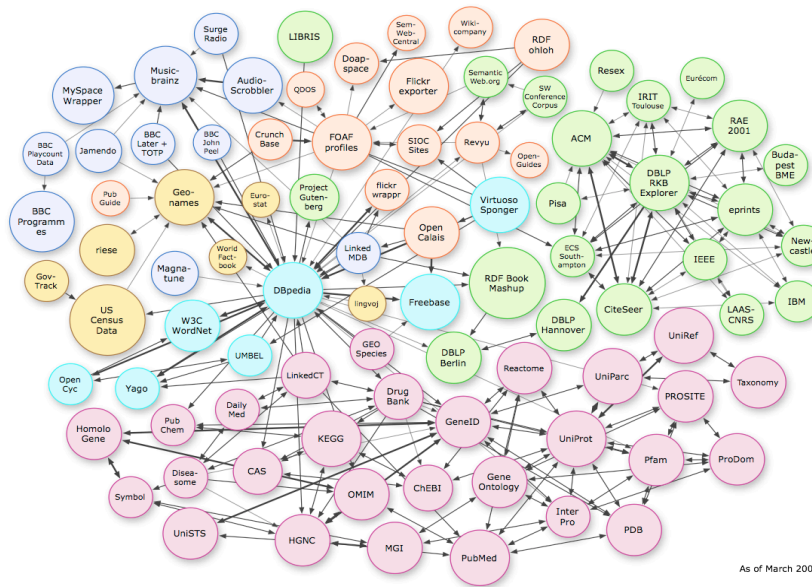 Surge
Radio
LIBRIS
Sem-
Web-
Central
Wiki-
company
RDF
ohloh
Music-
brainz
Doap-
space
Resex
Eurécom
MySpace
Wrapper
Audio-
Scrobbler
QDOS
Flickr
exporter
Semantic
Web.org
SW
Conference
Corpus
IRIT
Toulouse
RAE
2001
ACM
BBC
Playcount
Data
Jamendo
BBC
Later +
TOTP
BBC
John
Peel
Crunch
Base
FOAF
profiles
SIOC
Sites
Revyu
Open-
Guides
DBLP
RKB
Explorer
Buda-
pest
BME
Pub
Guide
Geo-
names
Euro-
stat
Project
Guten-
berg
flickr
wrappr
Virtuoso
Sponger
Pisa
eprints
BBC
Programm
es
riese
World
Fact-
book
Linked
MDB
Open
Calais
ECS
South-
ampton
IEEE
New-
castle
Gov-
Track
Magna-
tune
DBpedia
lingvoj
Freebase
RDF Book
Mashup
CiteSeer
LAAS-
CNRS
IBM
US
Census
Data
W3C
WordNet
UMBEL
GEO
Species
DBLP
Berlin
DBLP
Hannover
Open
Cyc
Yago
LinkedCT
Reactome
UniParc
UniRef
Taxonomy
Daily
Med
Drug
Bank
PROSITE
Homolo
Gene
Pub
Chem
KEGG
GeneID
UniProt
Pfam
ProDom
Disea-
some
CAS
ChEBI
Gene
Ontology
Symbol
OMIM
Inter
Pro
PDB
UniSTS
HGNC
MGI
PubMed
As of March 200